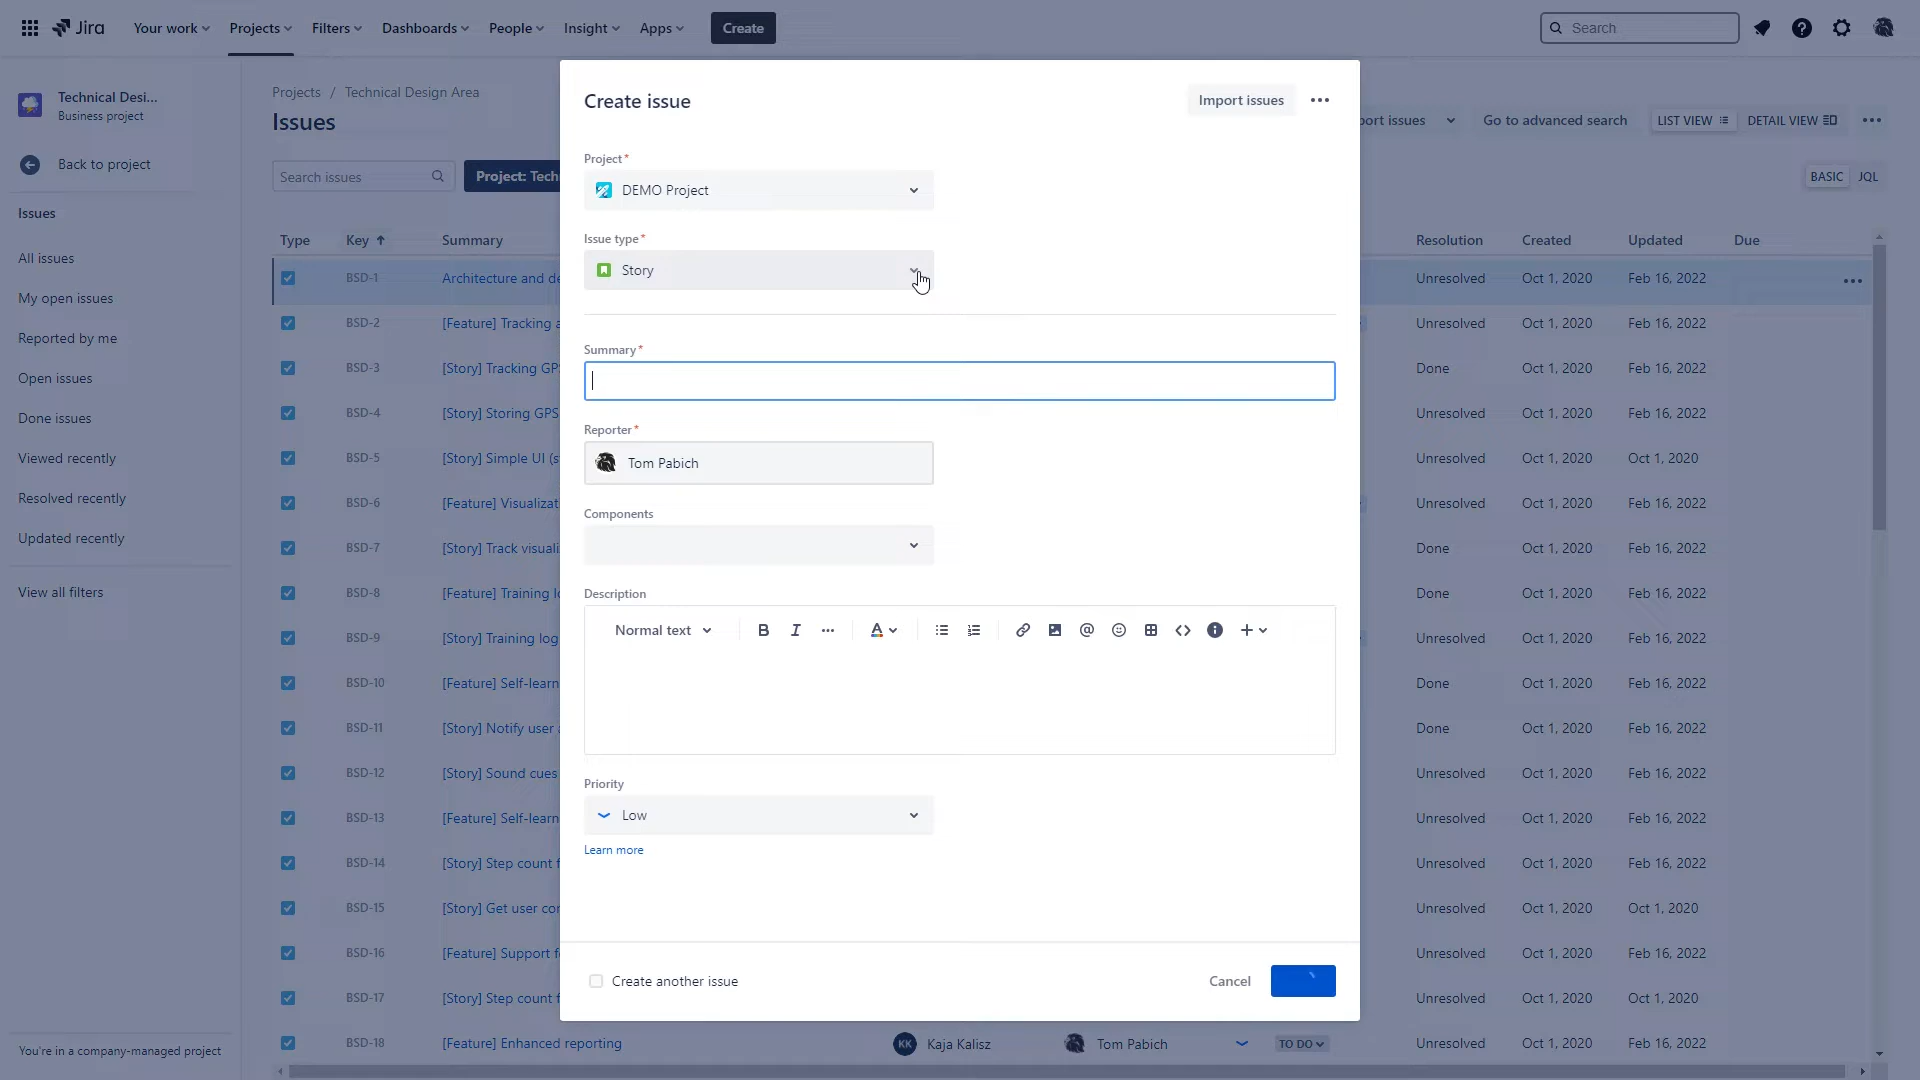 Jira
Your work
Projects
Filters
Dashboards
People
Insight
Apps
Create
Search
Technical Desi...
Business project
Back to project
Issues
All issues
My open issues
Reported by me
Open issues
Done issues
Viewed recently
Resolved recently
Updated recently
View all filters
You're in a company-managed project
Projects / Technical Design Area
Issues
Search issues
Project: Tech
port issues
Go to advanced search
LIST VIEW
DETAIL VIEW
BASIC
JQL
Type Key Summary Resolution Created Updated Due
BSD-1 Architecture and de Unresolved Oct 1, 2020 Feb 16, 2022
BSD-2 [Feature] Tracking a Unresolved Oct 1, 2020 Feb 16, 2022
BSD-3 [Story] Tracking GP Done Oct 1, 2020 Feb 16, 2022
BSD-4 [Story] Storing GPS Unresolved Oct 1, 2020 Feb 16, 2022
BSD-5 [Story] Simple UI (s Unresolved Oct 1, 2020 Oct 1, 2020
BSD-6 [Feature] Visualizat Unresolved Oct 1, 2020 Feb 16, 2022
BSD-7 [Story] Track visuali Done Oct 1, 2020 Feb 16, 2022
BSD-8 [Feature] Training l Done Oct 1, 2020 Feb 16, 2022
BSD-9 [Story] Training log Unresolved Oct 1, 2020 Feb 16, 2022
BSD-10 [Feature] Self-learn Done Oct 1, 2020 Feb 16, 2022
BSD-11 [Story] Notify user Done Oct 1, 2020 Feb 16, 2022
BSD-12 [Story] Sound cues Unresolved Oct 1, 2020 Feb 16, 2022
BSD-13 [Feature] Self-learn Unresolved Oct 1, 2020 Feb 16, 2022
BSD-14 [Story] Step count f Unresolved Oct 1, 2020 Feb 16, 2022
BSD-15 [Story] Get user cor Unresolved Oct 1, 2020 Oct 1, 2020
BSD-16 [Feature] Support f Unresolved Oct 1, 2020 Feb 16, 2022
BSD-17 [Story] Step count f Unresolved Oct 1, 2020 Oct 1, 2020
BSD-18 [Feature] Enhanced reporting KK Kaja Kalisz Tom Pabich TO DO Unresolved Oct 1, 2020 Feb 16, 2022
Create issue
Import issues
Project*
DEMO Project
Issue type*
Story
Summary*
Reporter*
Tom Pabich
Components
Description
Normal text B I A
Priority
Low
Learn more
Create another issue
Cancel